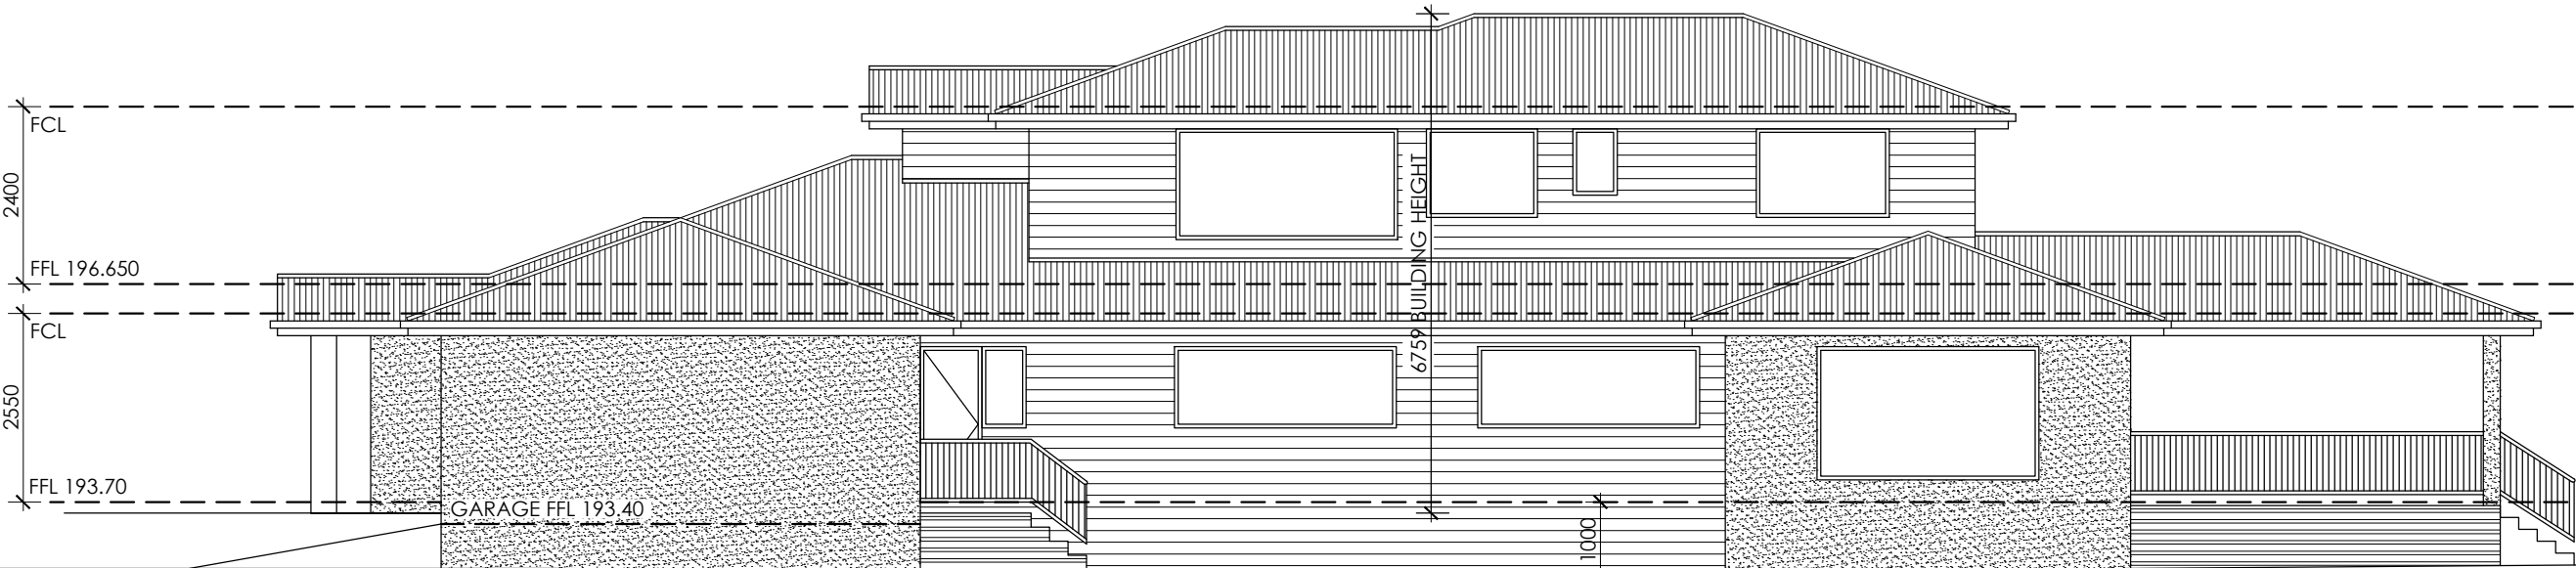 FCL
2400
FFL 196.650
FCL
2550
FFL 193.70
GARAGE FFL 193.40
6759 BUILDING HEIGHT
1000